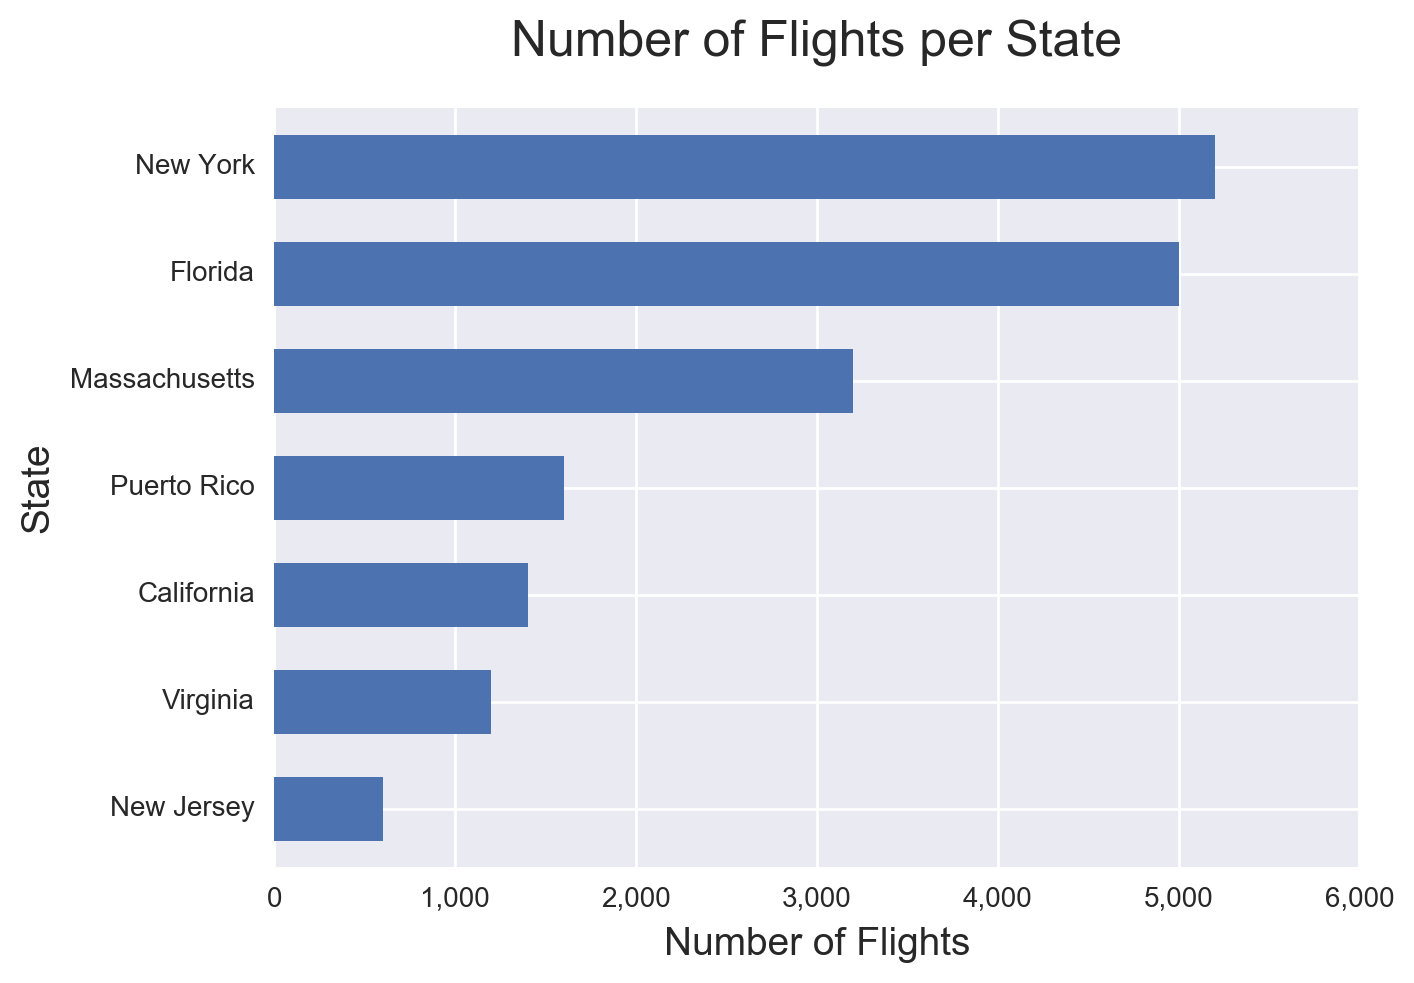 Number of Flights per State
New York
Florida
Massachusetts
Puerto Rico
California
Virginia
New Jersey
State
0 1,000 2,000 3,000 4,000 5,000 6,000
Number of Flights